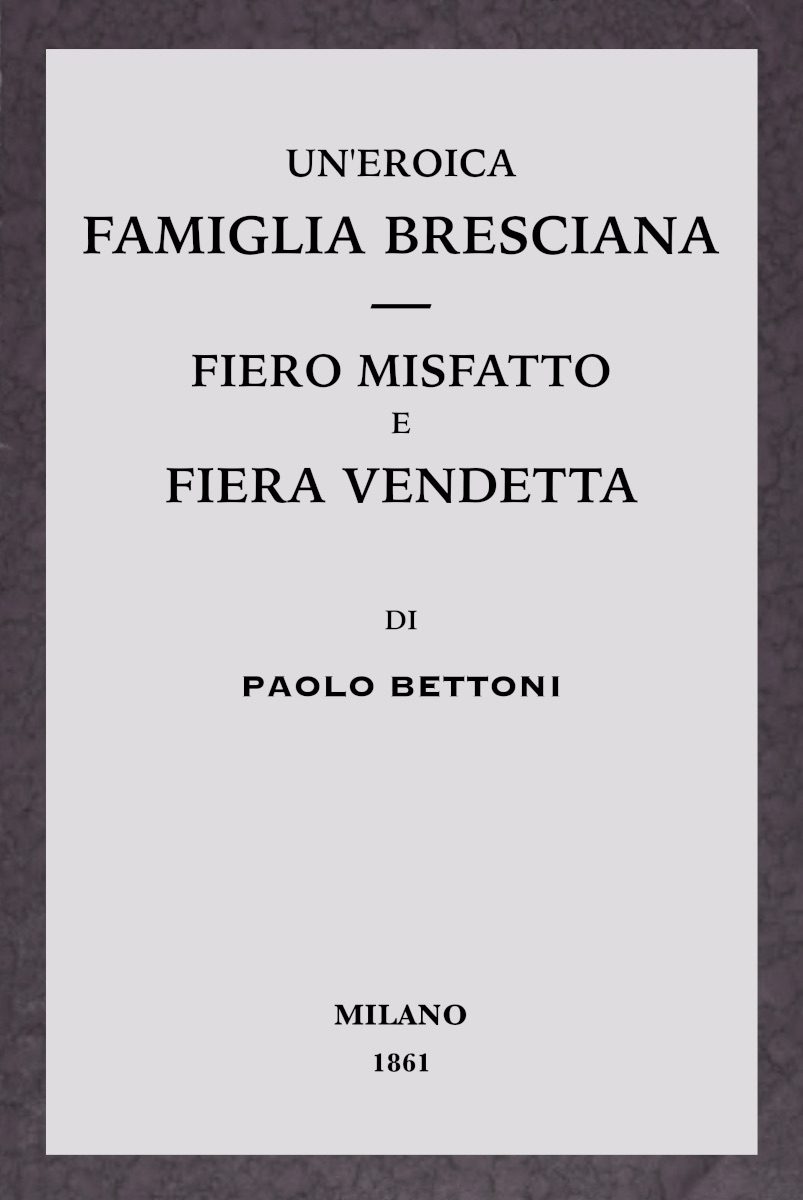 UN'EROICA
FAMIGLIA BRESCIANA
—
FIERO MISFATTO
E
FIERA VENDETTA
DI
PAOLO BETTONI
MILANO
1861